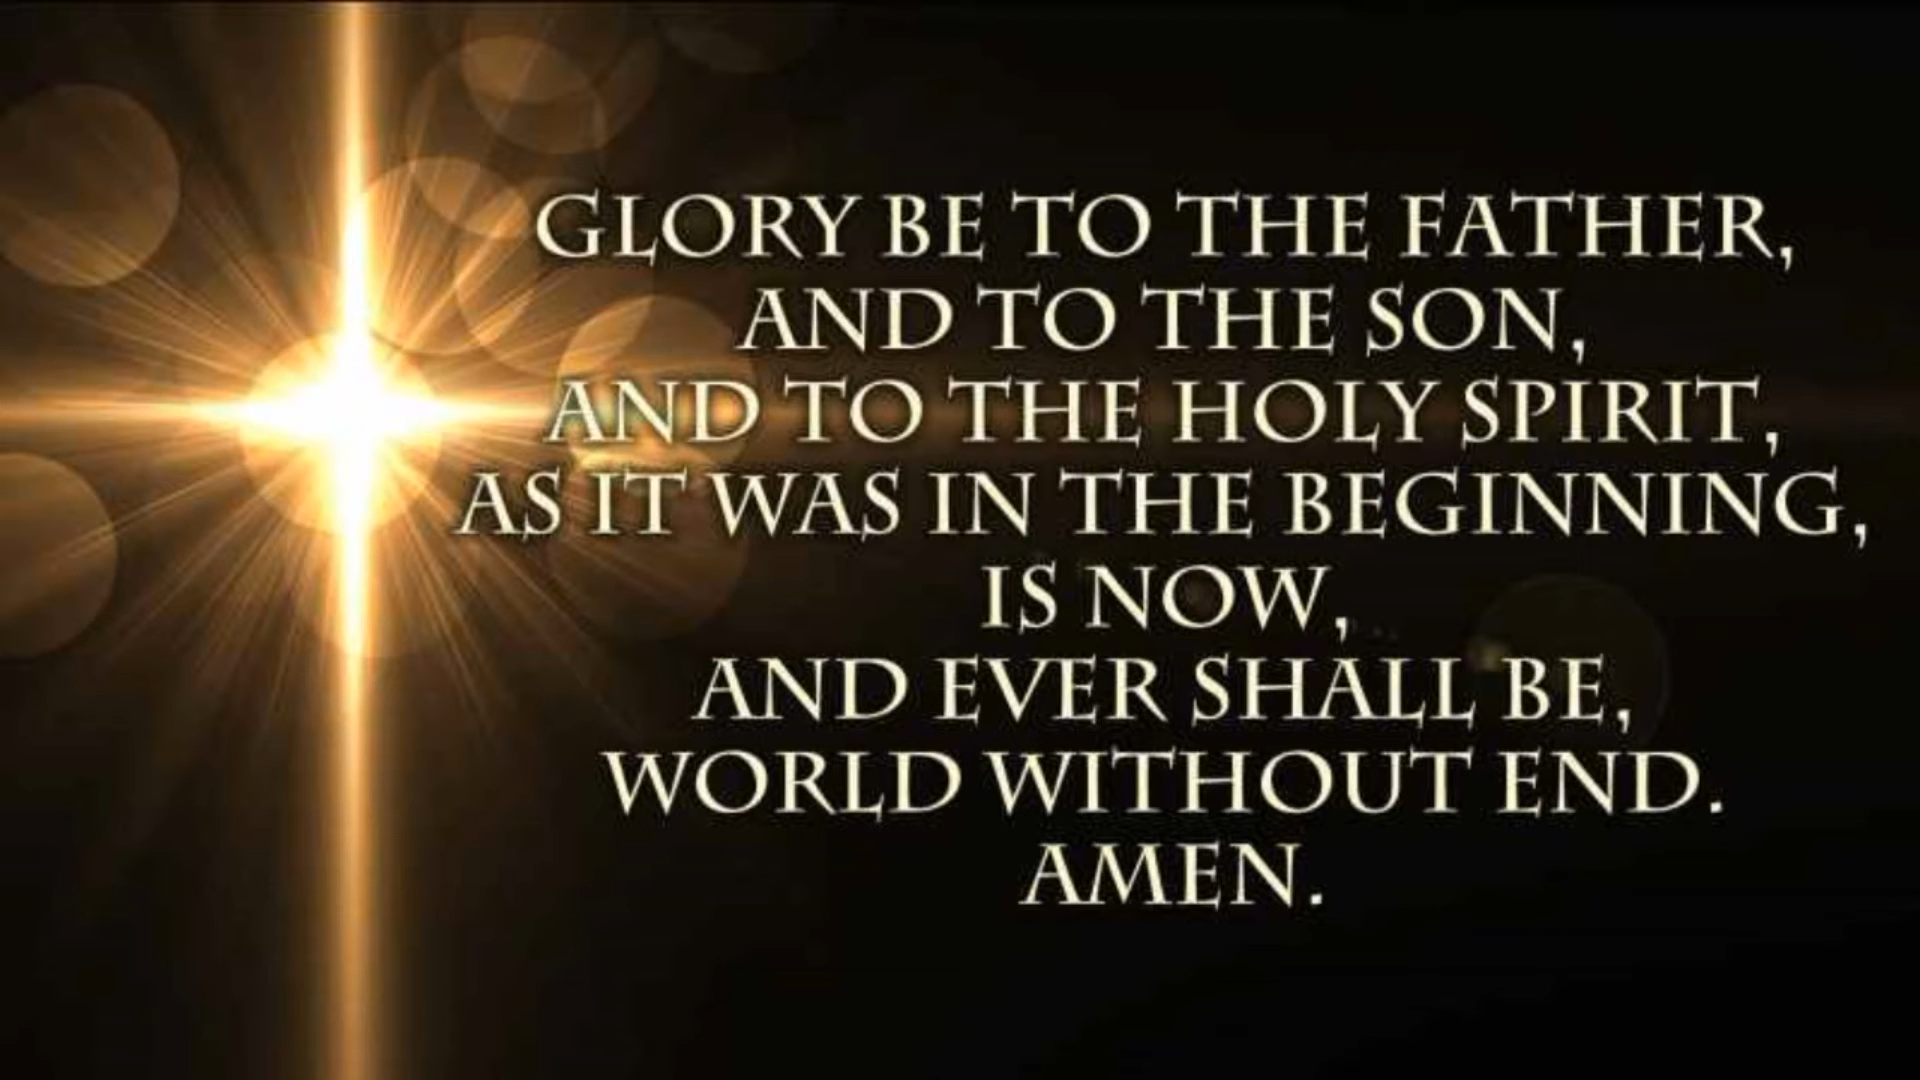 GLORY BE TO THE FATHER,
AND TO THE SON,
AND TO THE HOLY SPIRIT,
AS IT WAS IN THE BEGINNING,
IS NOW,
AND EVER SHALL BE,
WORLD WITHOUT END.
AMEN.